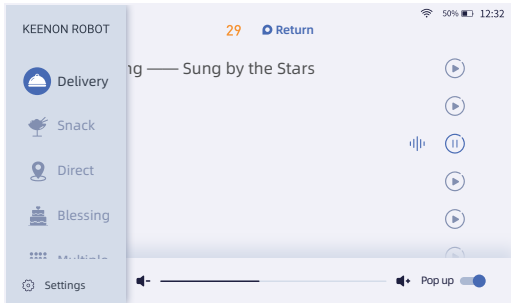 50% 12:32
KEENON ROBOT
29 Return
ng —— Sung by the Stars
Delivery
Snack
Direct
Blessing
Multiple
Settings
Pop up